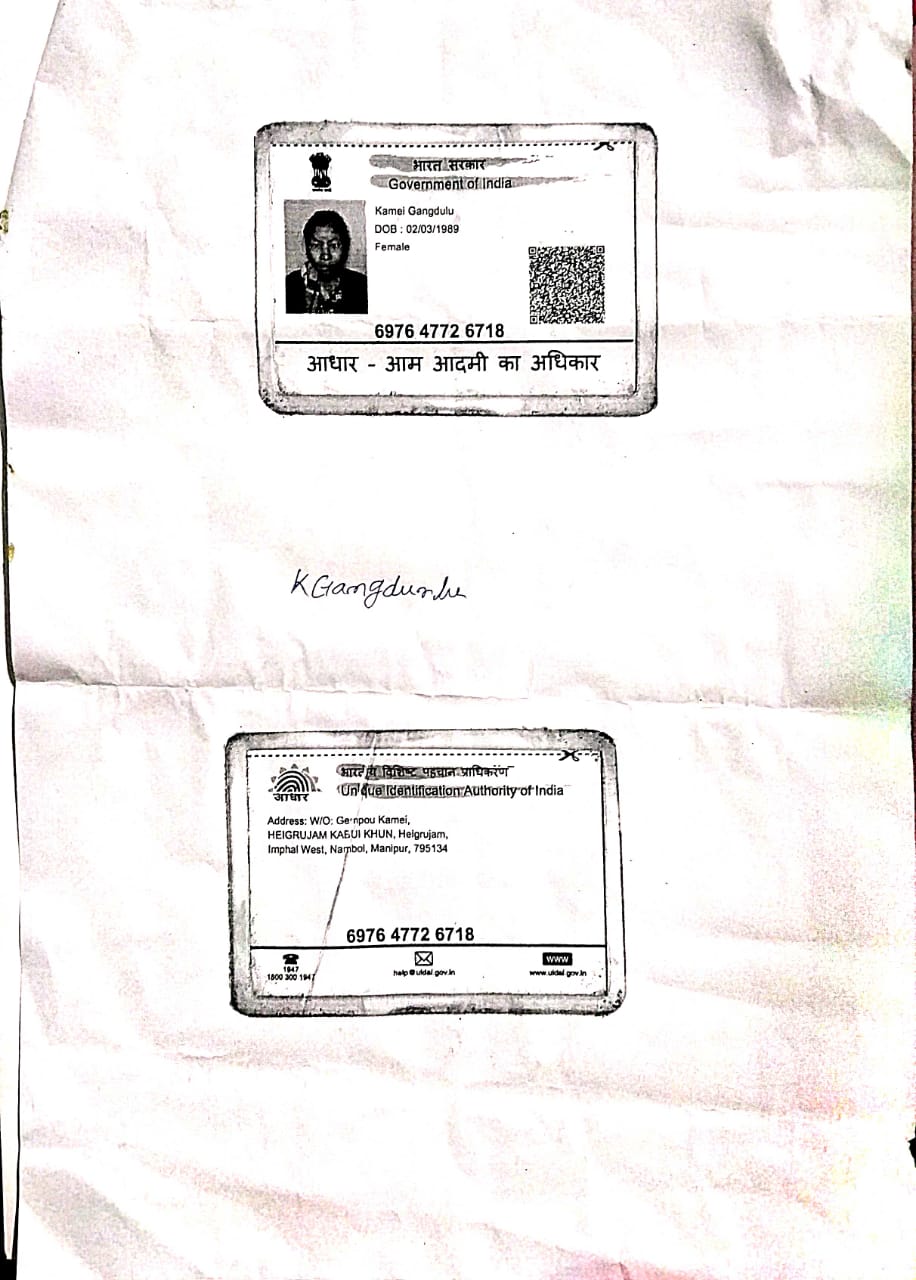 भारत सरकार
Government of India
Kamei Gangdulu
DOB : 02/03/1989
Female
6976 4772 6718
आधार - आम आदमी का अधिकार
KGangdunlu
भारतीय विशिष्ट पहचान प्राधिकरण
आधार
Unique Identification Authority of India
Address: W/O: Kamei,
HEIGRUJAM KABUI KHUN, Heigrujam,
Imphal West, Nambol, Manipur, 795134
6976 4772 6718
1947
1800 300 1947
help@uidai.gov.in
www
www.uidai.gov.in